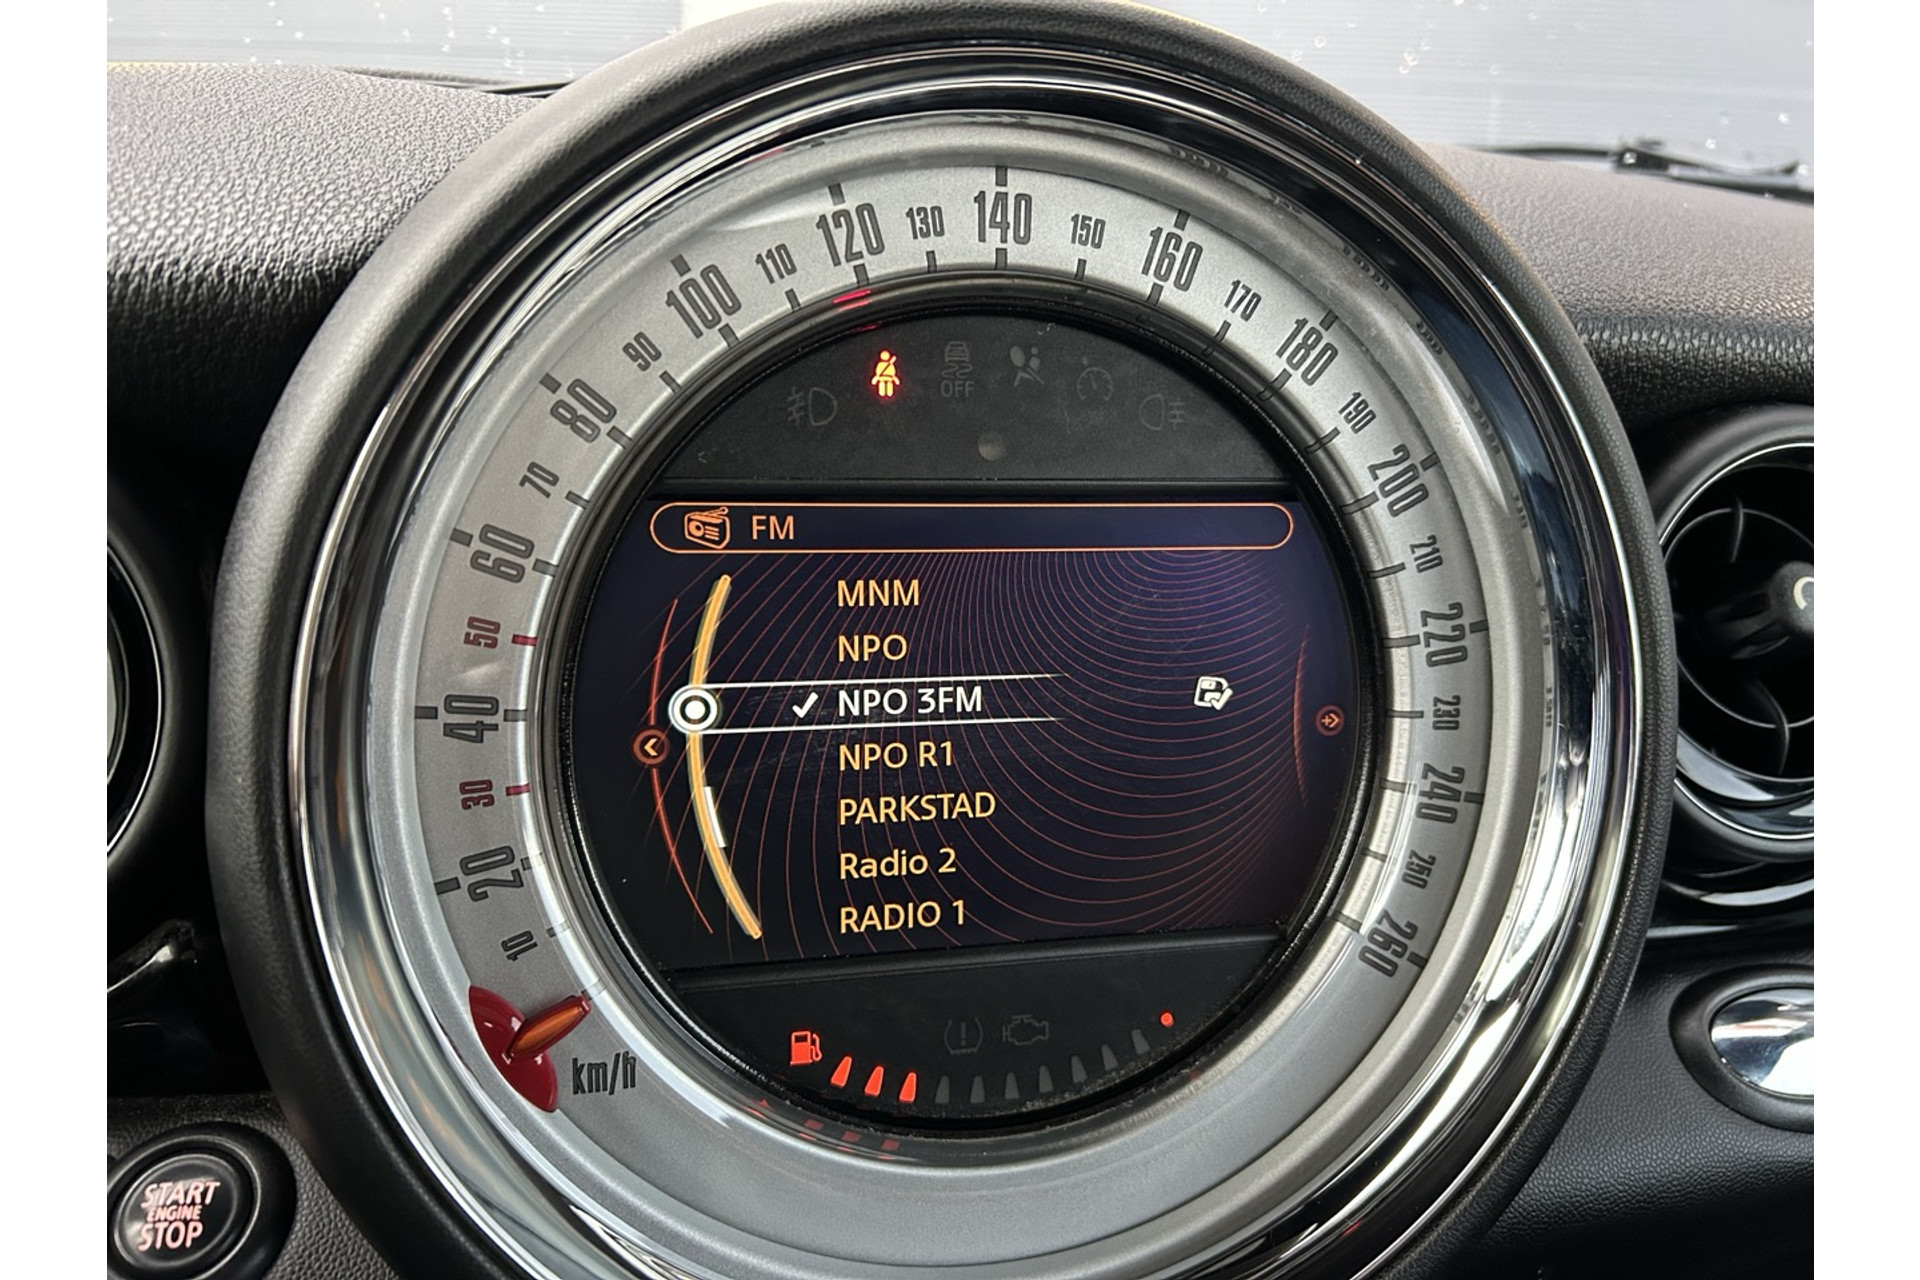 10
20
30
40
50
60
70
80
90
100
110
120
130
140
150
160
170
180
190
200
210
220
230
240
250
260
km/h
OFF
FM
MNM
NPO
NPO 3FM
NPO R1
PARKSTAD
Radio 2
RADIO 1
START
ENGINE
STOP